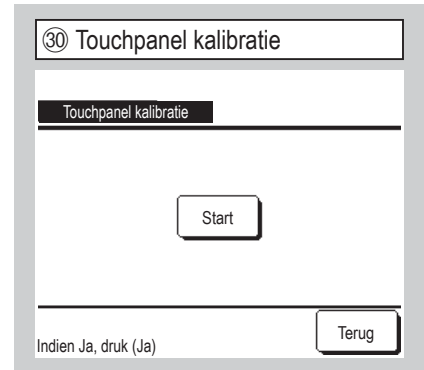 ㉚ Touchpanel kalibratie
Touchpanel kalibratie
Start
Indien Ja, druk (Ja)
Terug